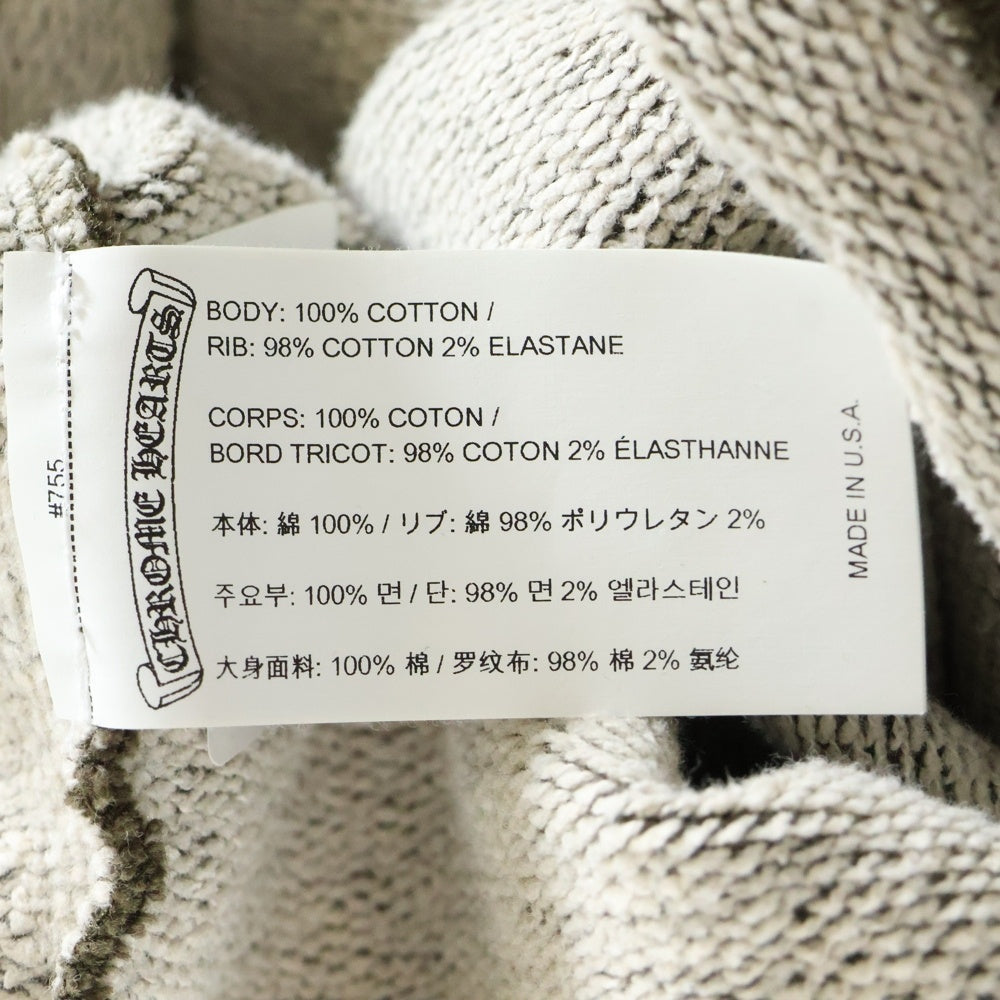 CHROME HEARTS
#755
BODY: 100% COTTON /
RIB: 98% COTTON 2% ELASTANE
CORPS: 100% COTON /
BORD TRICOT: 98% COTON 2% ÉLASTHANNE
本体: 綿 100% / リブ: 綿 98% ポリウレタン 2%
주요부: 100% 면 / 단: 98% 면 2% 엘라스테인
大身面料: 100% 棉 / 罗纹布: 98% 棉 2% 氨纶
MADE IN U.S.A.